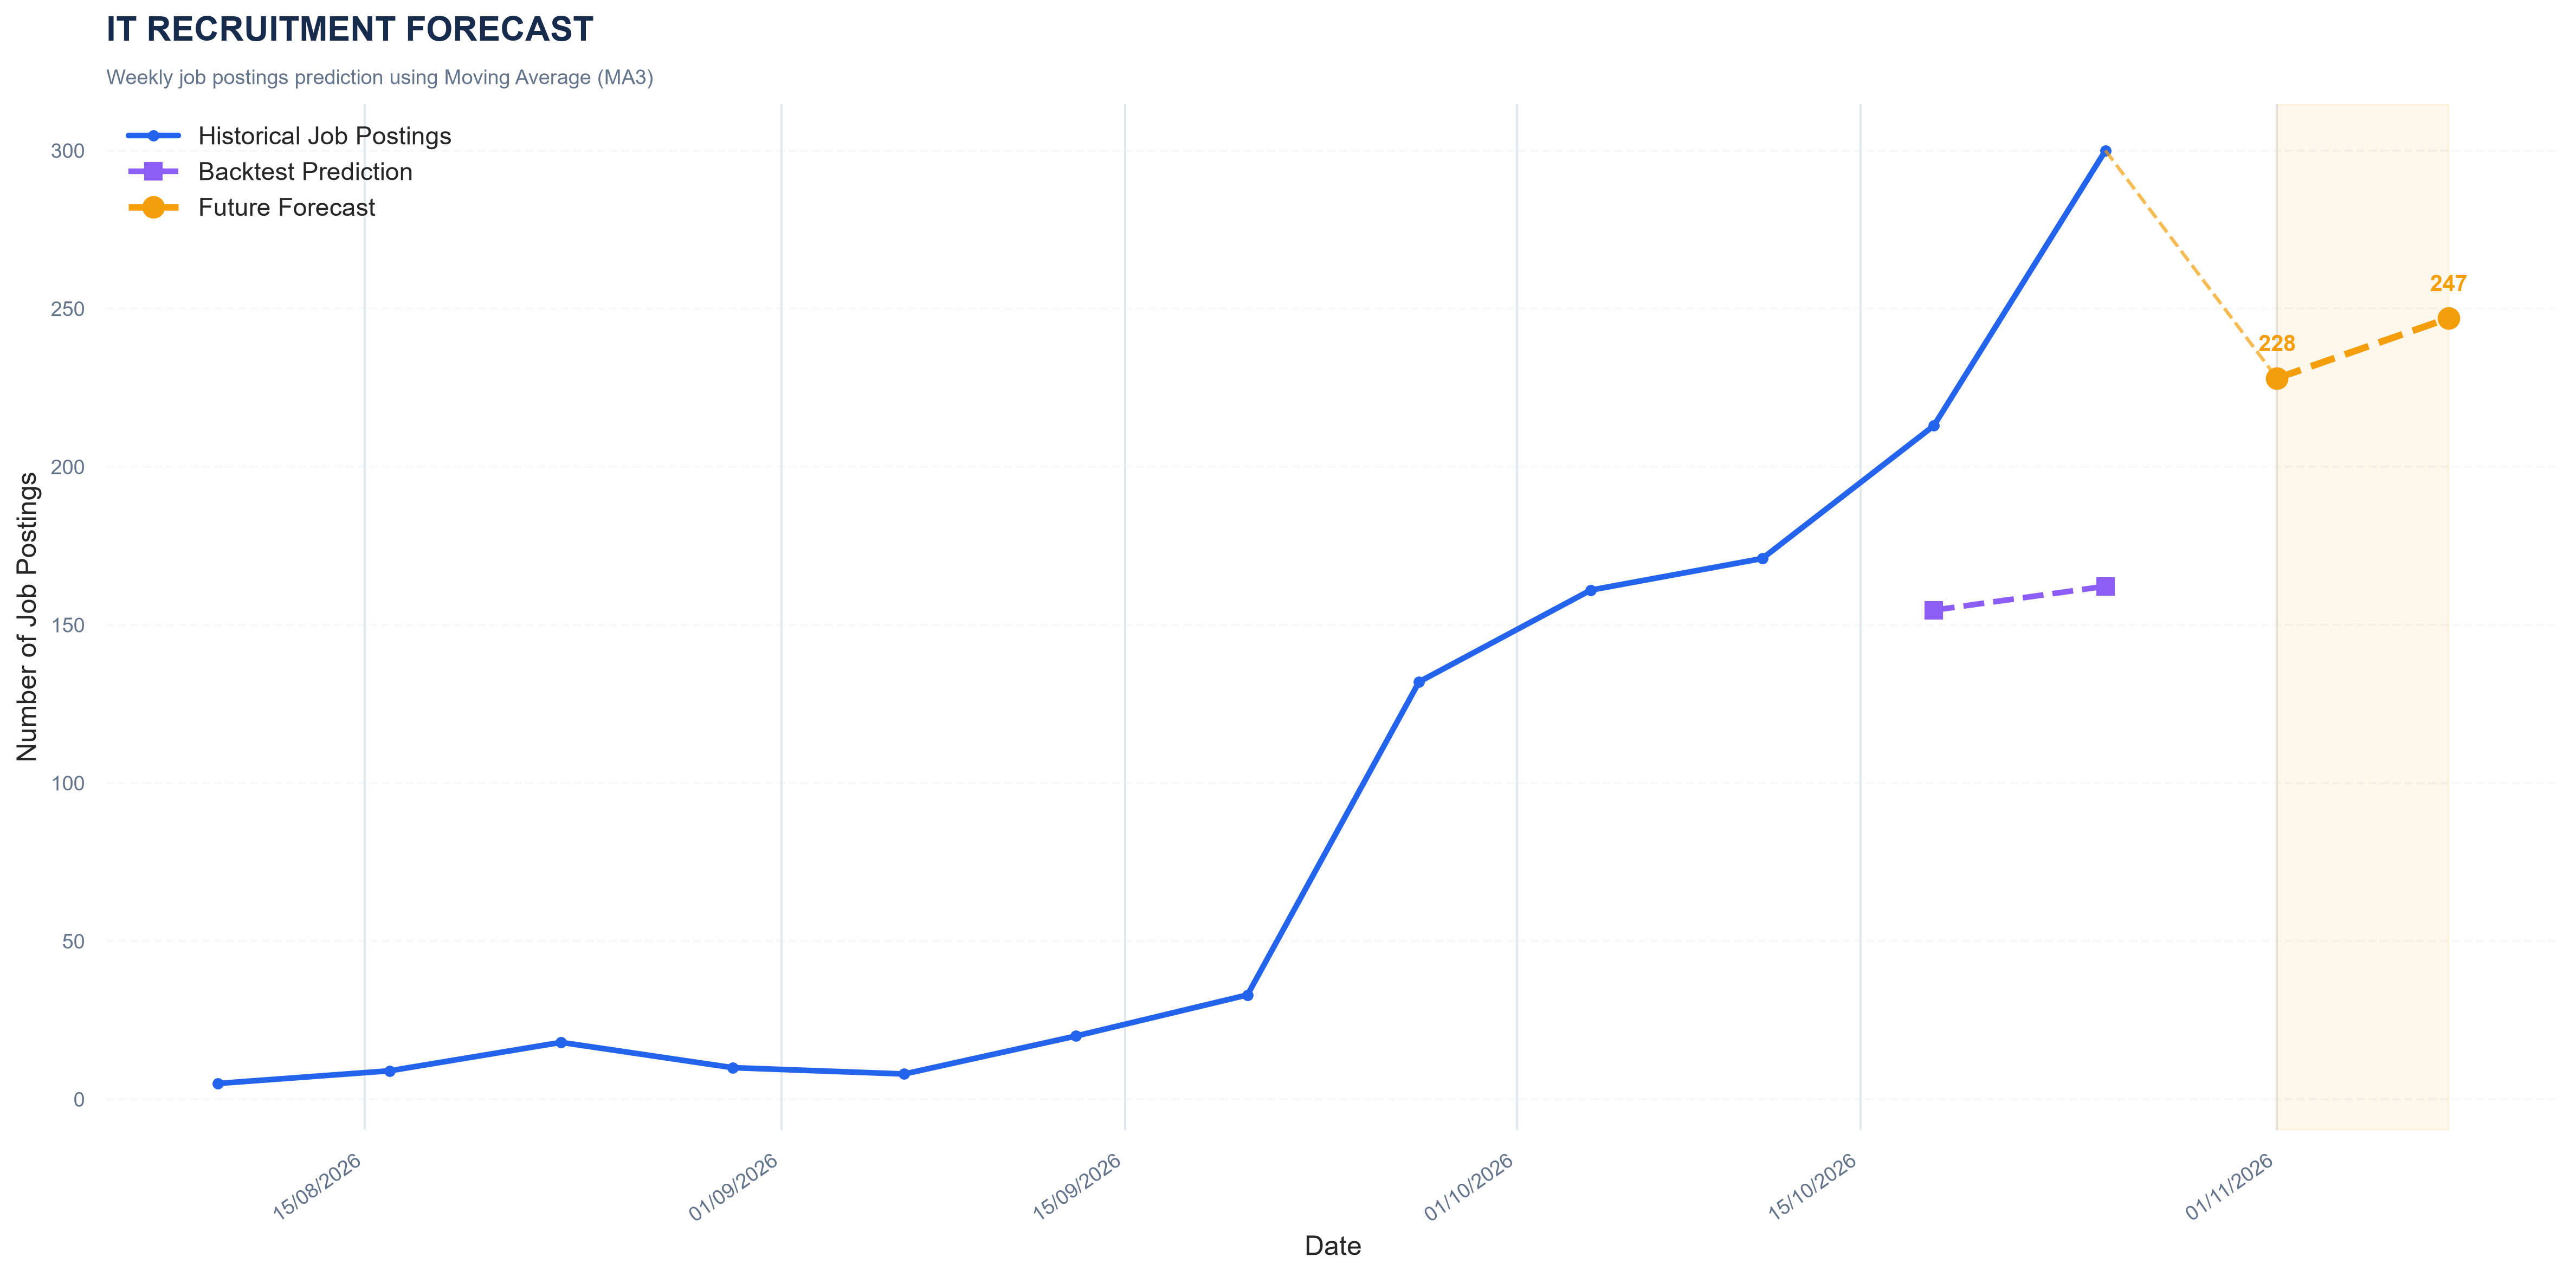 IT RECRUITMENT FORECAST
Weekly job postings prediction using Moving Average (MA3)
Historical Job Postings
Backtest Prediction
Future Forecast
300
250
200
150
100
50
0
Number of Job Postings
228
247
15/08/2026
01/09/2026
15/09/2026
01/10/2026
15/10/2026
01/11/2026
Date